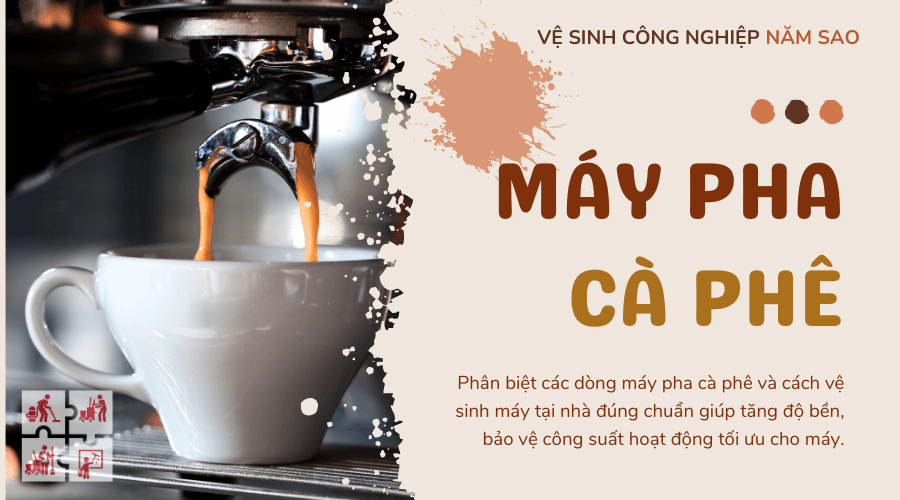 VỆ SINH CÔNG NGHIỆP NĂM SAO
MÁY PHA
CÀ PHÊ
Phân biệt các dòng máy pha cà phê và cách vệ
sinh máy tại nhà đúng chuẩn giúp tăng độ bền,
bảo vệ công suất hoạt động tối ưu cho máy.